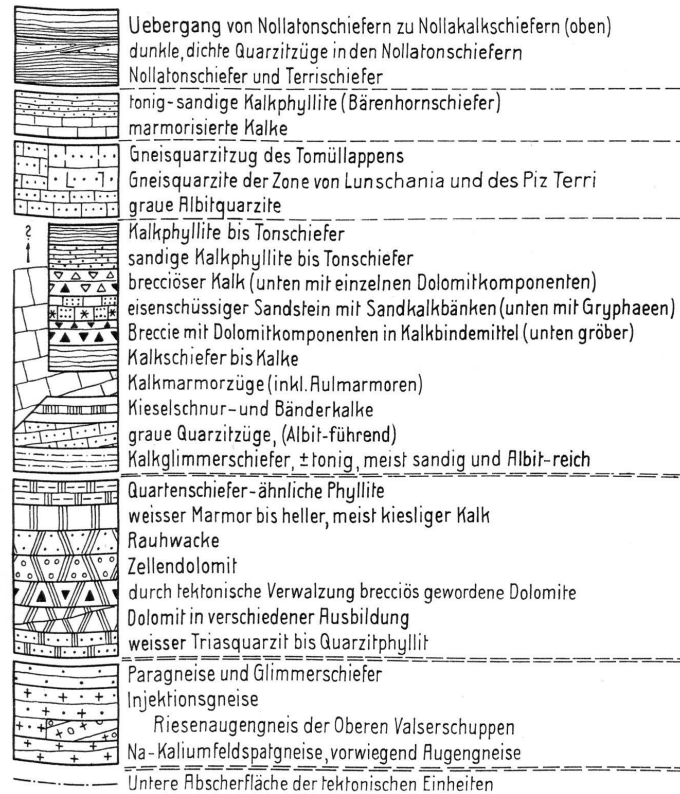 Uebergang von Nollatonschiefern zu Nollakalkschiefern (oben)
dunkle, dichte Quarzitzüge in den Nollatonschiefern
Nollatonschiefer und Terrischiefer
tonig-sandige Kalkphyllite (Bärenhornschiefer)
marmorisierte Kalke
Gneisquarzitzug des Tomüllappens
Gneisquarzite der Zone von Lunschania und des Piz Terri
graue Albitquarzite
?
Kalkphyllite bis Tonschiefer
sandige Kalkphyllite bis Tonschiefer
brecciöser Kalk (unten mit einzelnen Dolomitkomponenten)
eisenschüssiger Sandstein mit Sandkalkbänken (unten mit Gryphaeen)
Breccie mit Dolomitkomponenten in Kalkbindemittel (unten gröber)
Kalkschiefer bis Kalke
Kalkmarmorzüge (inkl. Aulmarmoren)
Kieselschnur- und Bänderkalke
graue Quarzitzüge, (Albit-führend)
Kalkglimmerschiefer, ± tonig, meist sandig und Albit-reich
Quartenschiefer-ähnliche Phyllite
weisser Marmor bis heller, meist kiesliger Kalk
Rauhwacke
Zellendolomit
durch tektonische Verwalzung brecciös gewordene Dolomite
Dolomit in verschiedener Ausbildung
weisser Triasquarzit bis Quarzitphyllit
Paragneise und Glimmerschiefer
Injektionsgneise
Riesenaugengneis der Oberen Valserschuppen
Na-Kaliumfeldspatgneise, vorwiegend Augengneise
Untere Abscherfläche der tektonischen Einheiten